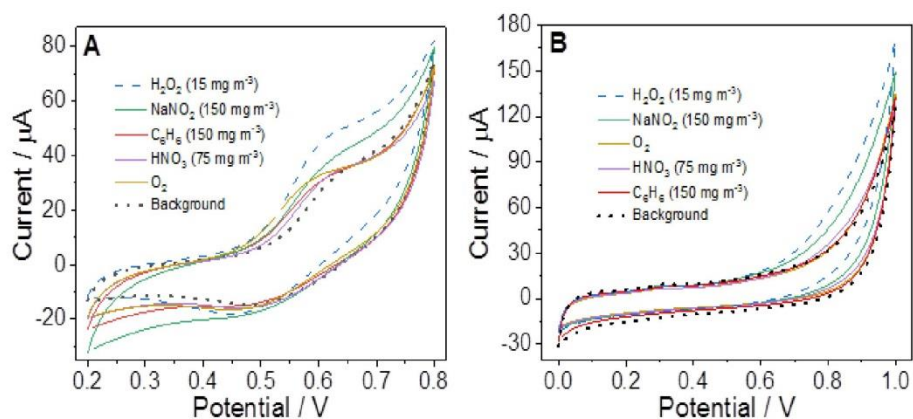 A
H₂O₂ (15 mg m⁻³)
NaNO₂ (150 mg m⁻³)
C₆H₆ (150 mg m⁻³)
HNO₃ (75 mg m⁻³)
O₂
Background
Current / µA
80
60
40
20
0
-20
0.2 0.3 0.4 0.5 0.6 0.7 0.8
Potential / V
B
H₂O₂ (15 mg m⁻³)
NaNO₂ (150 mg m⁻³)
O₂
HNO₃ (75 mg m⁻³)
C₆H₆ (150 mg m⁻³)
Background
Current / µA
180
150
120
90
60
30
0
-30
0.0 0.2 0.4 0.6 0.8 1.0
Potential / V